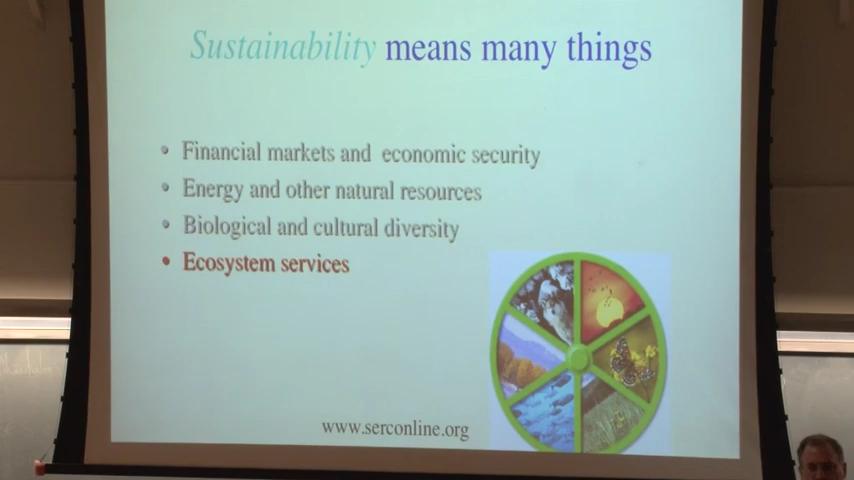 Sustainability means many things
• Financial markets and economic security
• Energy and other natural resources
• Biological and cultural diversity
• Ecosystem services
www.serconline.org